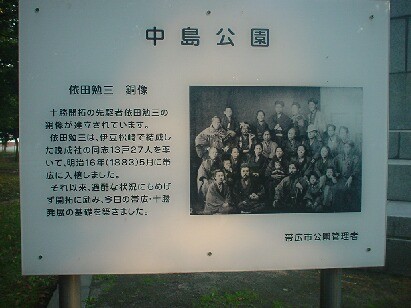 中島公園
依田勉三 銅像
十勝開拓の先駆者依田勉三の
銅像が建立されています。
依田勉三は、伊豆松崎で結成し
た晩成社の同志13戸27人を率
いて、明治16年(1883)5月に帯
広に入植しました。
それ以来、過酷な状況にもめげ
ず開拓に励み、今日の帯広・十勝
発展の基礎を築きました。
帯広市公園管理者